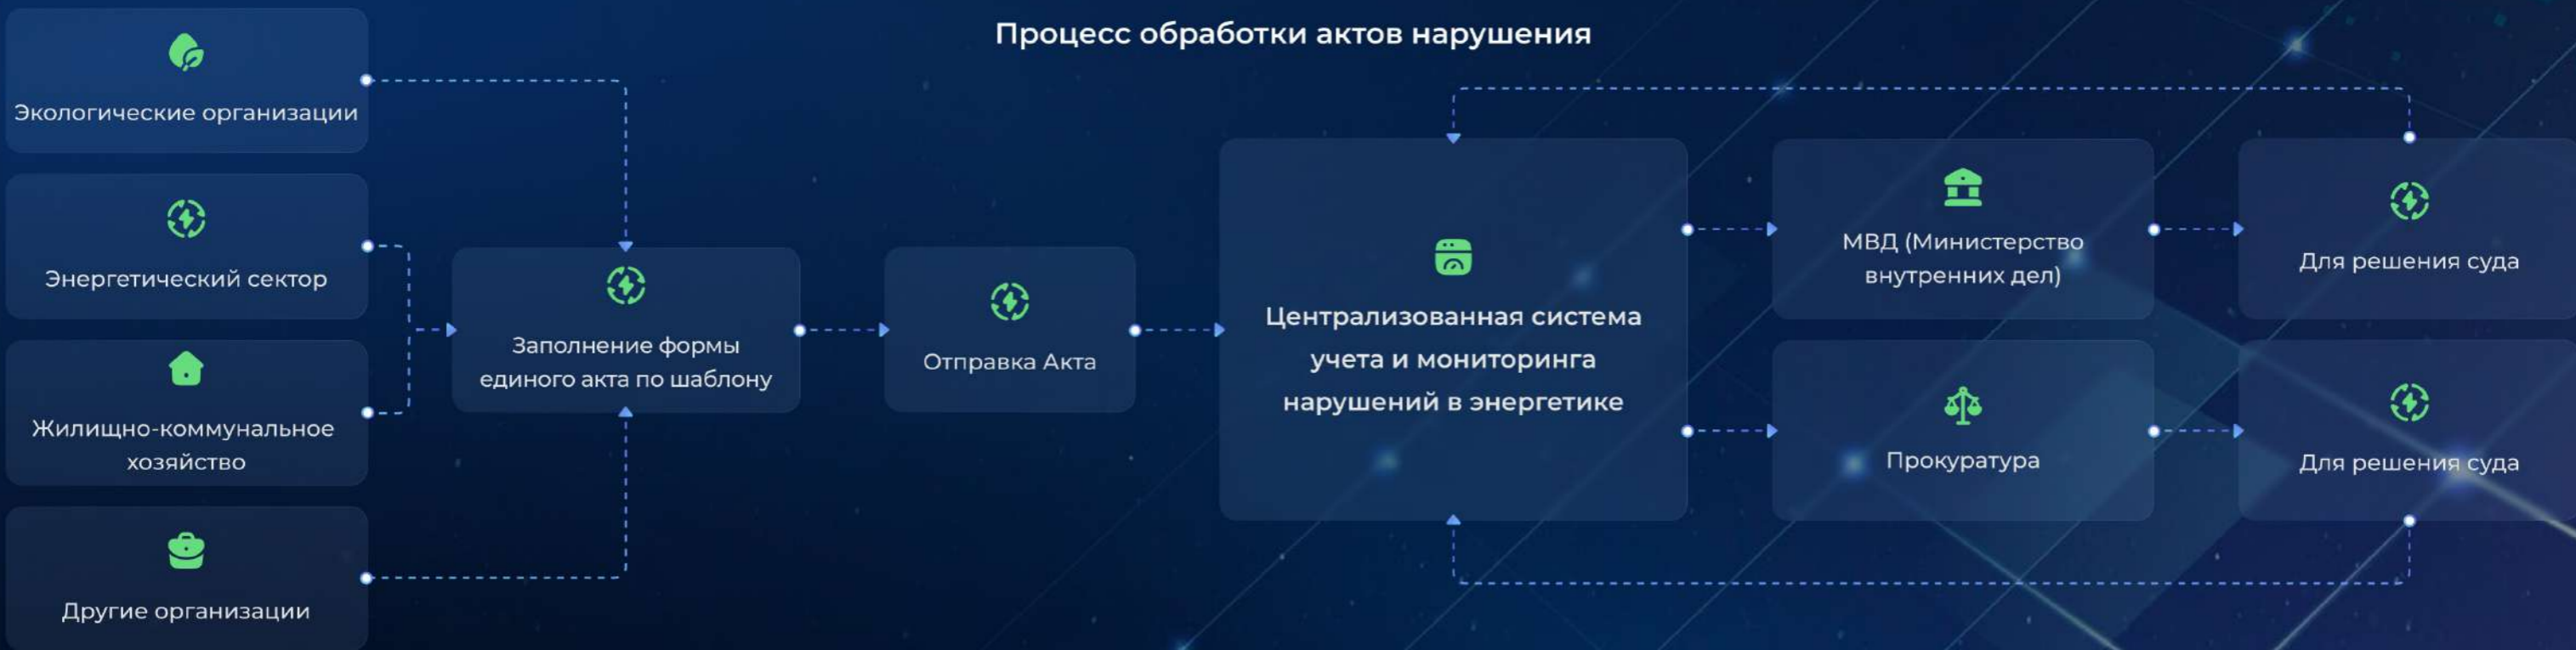 Процесс обработки актов нарушения
Экологические организации
Энергетический сектор
Жилищно-коммунальное
хозяйство
Другие организации
Заполнение формы
единого акта по шаблону
Отправка Акта
Централизованная система
учета и мониторинга
нарушений в энергетике
МВД (Министерство
внутренних дел)
Для решения суда
Прокуратура
Для решения суда